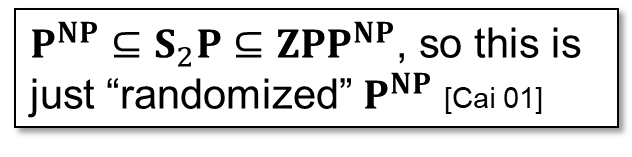 P^NP ⊆ S₂P ⊆ ZPP^NP, so this is
just “randomized” P^NP [Cai 01]